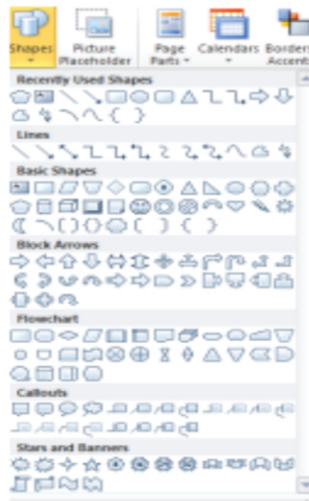 Shapes Picture Page Calendars Borders
Placeholder Parts Accents
Recently Used Shapes
Lines
Basic Shapes
Block Arrows
Flowchart
Callouts
Stars and Banners